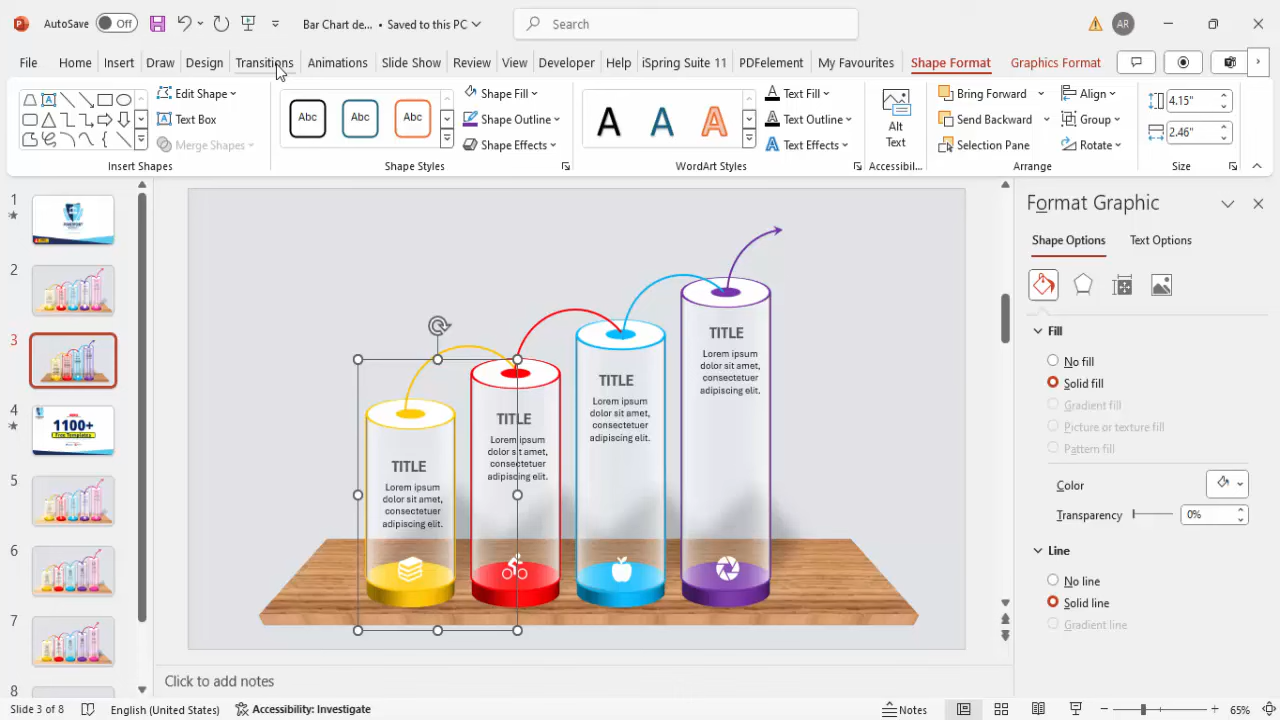 AutoSave Off
Bar Chart de... • Saved to this PC
Search
AR
File Home Insert Draw Design Transitions Animations Slide Show Review View Developer Help iSpring Suite 11 PDFelement My Favourites Shape Format Graphics Format
Edit Shape
Text Box
Merge Shapes
Insert Shapes
Abc Abc Abc
Shape Fill
Shape Outline
Shape Effects
Shape Styles
A A A
WordArt Styles
Text Fill
Text Outline
Text Effects
Alt
Text
Accessibil...
Bring Forward
Send Backward
Selection Pane
Align
Group
Rotate
Arrange
4.15"
2.46"
Size
1
2
3
4
1100+
5
6
7
8
TITLE
Lorem ipsum
dolor sit amet,
consectetuer
adipiscing elit.
TITLE
Lorem ipsum
dolor sit amet,
consectetuer
adipiscing elit.
TITLE
Lorem ipsum
dolor sit amet,
consectetuer
adipiscing elit.
TITLE
Lorem ipsum
dolor sit amet,
consectetuer
adipiscing elit.
Click to add notes
Format Graphic
Shape Options Text Options
Fill
No fill
Solid fill
Gradient fill
Picture or texture fill
Pattern fill
Color
Transparency 0%
Line
No line
Solid line
Gradient line
Slide 3 of 8 English (United States) Accessibility: Investigate Notes 65%